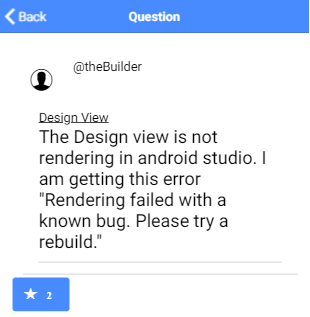 Back Question
@theBuilder
Design View
The Design view is not
rendering in android studio. I
am getting this error
"Rendering failed with a
known bug. Please try a
rebuild."
2